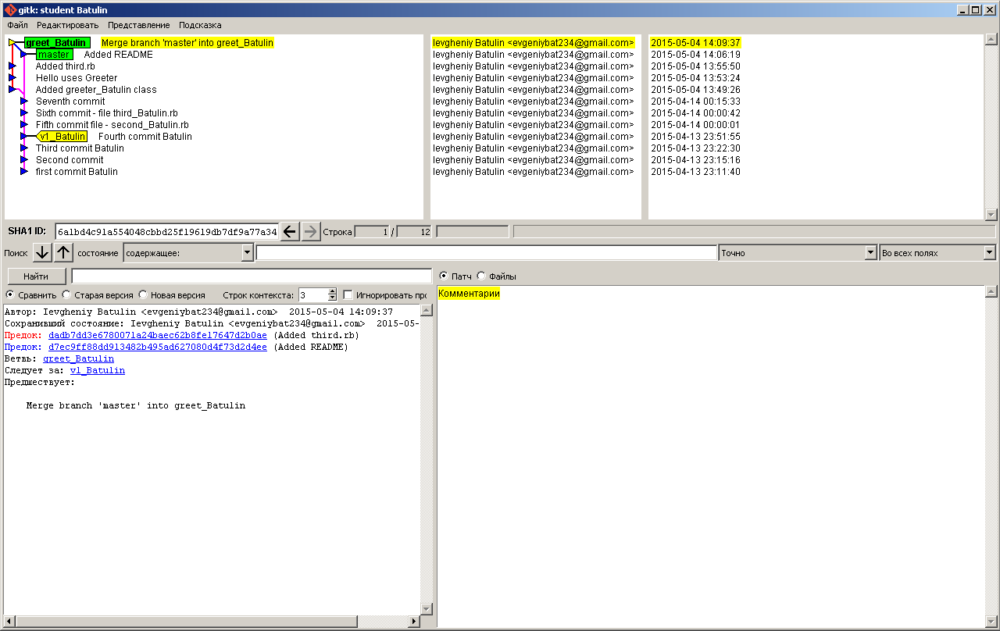 gitk: student Batulin
Файл Редактировать Представление Подсказка
greet_Batulin Merge branch 'master' into greet_Batulin Ievgheniy Batulin <evgeniybat234@gmail.com> 2015-05-04 14:09:37
master Added README Ievgheniy Batulin <evgeniybat234@gmail.com> 2015-05-04 14:06:19
Added third.rb Ievgheniy Batulin <evgeniybat234@gmail.com> 2015-05-04 13:55:50
Hello uses Greeter Ievgheniy Batulin <evgeniybat234@gmail.com> 2015-05-04 13:53:24
Added greeter_Batulin class Ievgheniy Batulin <evgeniybat234@gmail.com> 2015-05-04 13:49:26
Seventh commit Ievgheniy Batulin <evgeniybat234@gmail.com> 2015-04-14 00:15:33
Sixth commit - file third_Batulin.rb Ievgheniy Batulin <evgeniybat234@gmail.com> 2015-04-14 00:00:42
Fifth commit file - second_Batulin.rb Ievgheniy Batulin <evgeniybat234@gmail.com> 2015-04-14 00:00:01
v1_Batulin Fourth commit Batulin Ievgheniy Batulin <evgeniybat234@gmail.com> 2015-04-13 23:51:55
Third commit Batulin Ievgheniy Batulin <evgeniybat234@gmail.com> 2015-04-13 23:22:30
Second commit Ievgheniy Batulin <evgeniybat234@gmail.com> 2015-04-13 23:15:16
first commit Batulin Ievgheniy Batulin <evgeniybat234@gmail.com> 2015-04-13 23:11:40
SHA1 ID: 6a1bd4c91a554048cbbd25f19619db7df9a77a34 Строка 1 / 12
Поиск состояние содержащее: Точно Во всех полях
Найти Патч Файлы
Сравнить Старая версия Новая версия Строк контекста: 3 Игнорировать про
Комментарии
Автор: Ievgheniy Batulin <evgeniybat234@gmail.com> 2015-05-04 14:09:37
Сохранивший состояние: Ievgheniy Batulin <evgeniybat234@gmail.com> 2015-05-
Предок: dadb7dd3e6780071a24baec62b8fe17647d2b0ae (Added third.rb)
Предок: d7ec9ff88dd913482b495ad627080d4f73d2d4ee (Added README)
Ветвь: greet_Batulin
Следует за: v1_Batulin
Предшествует:
Merge branch 'master' into greet_Batulin